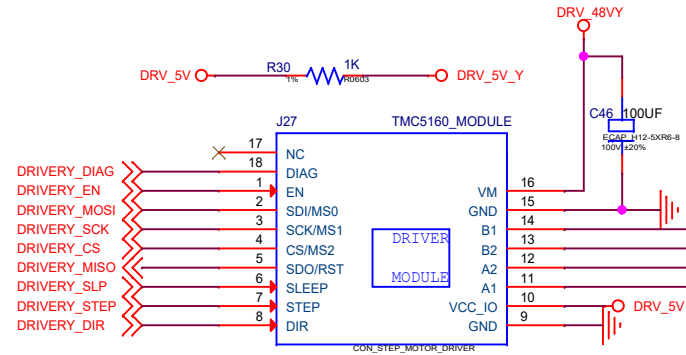 DRV_48VY
DRV_5V
R30
1K
1%
R0603
DRV_5V_Y
J27
TMC5160_MODULE
C46
100UF
ECAP_H12-5XR6-8
100V ±20%
17
NC
18
DIAG
DRIVERY_DIAG
1
EN
DRIVERY_EN
2
SDI/MS0
DRIVERY_MOSI
3
SCK/MS1
DRIVERY_SCK
4
CS/MS2
DRIVERY_CS
5
SDO/RST
DRIVERY_MISO
6
SLEEP
DRIVERY_SLP
7
STEP
DRIVERY_STEP
8
DIR
DRIVERY_DIR
DRIVER
MODULE
VM
16
GND
15
B1
14
B2
13
A2
12
A1
11
VCC_IO
10
DRV_5V
GND
9
CON_STEP_MOTOR_DRIVER